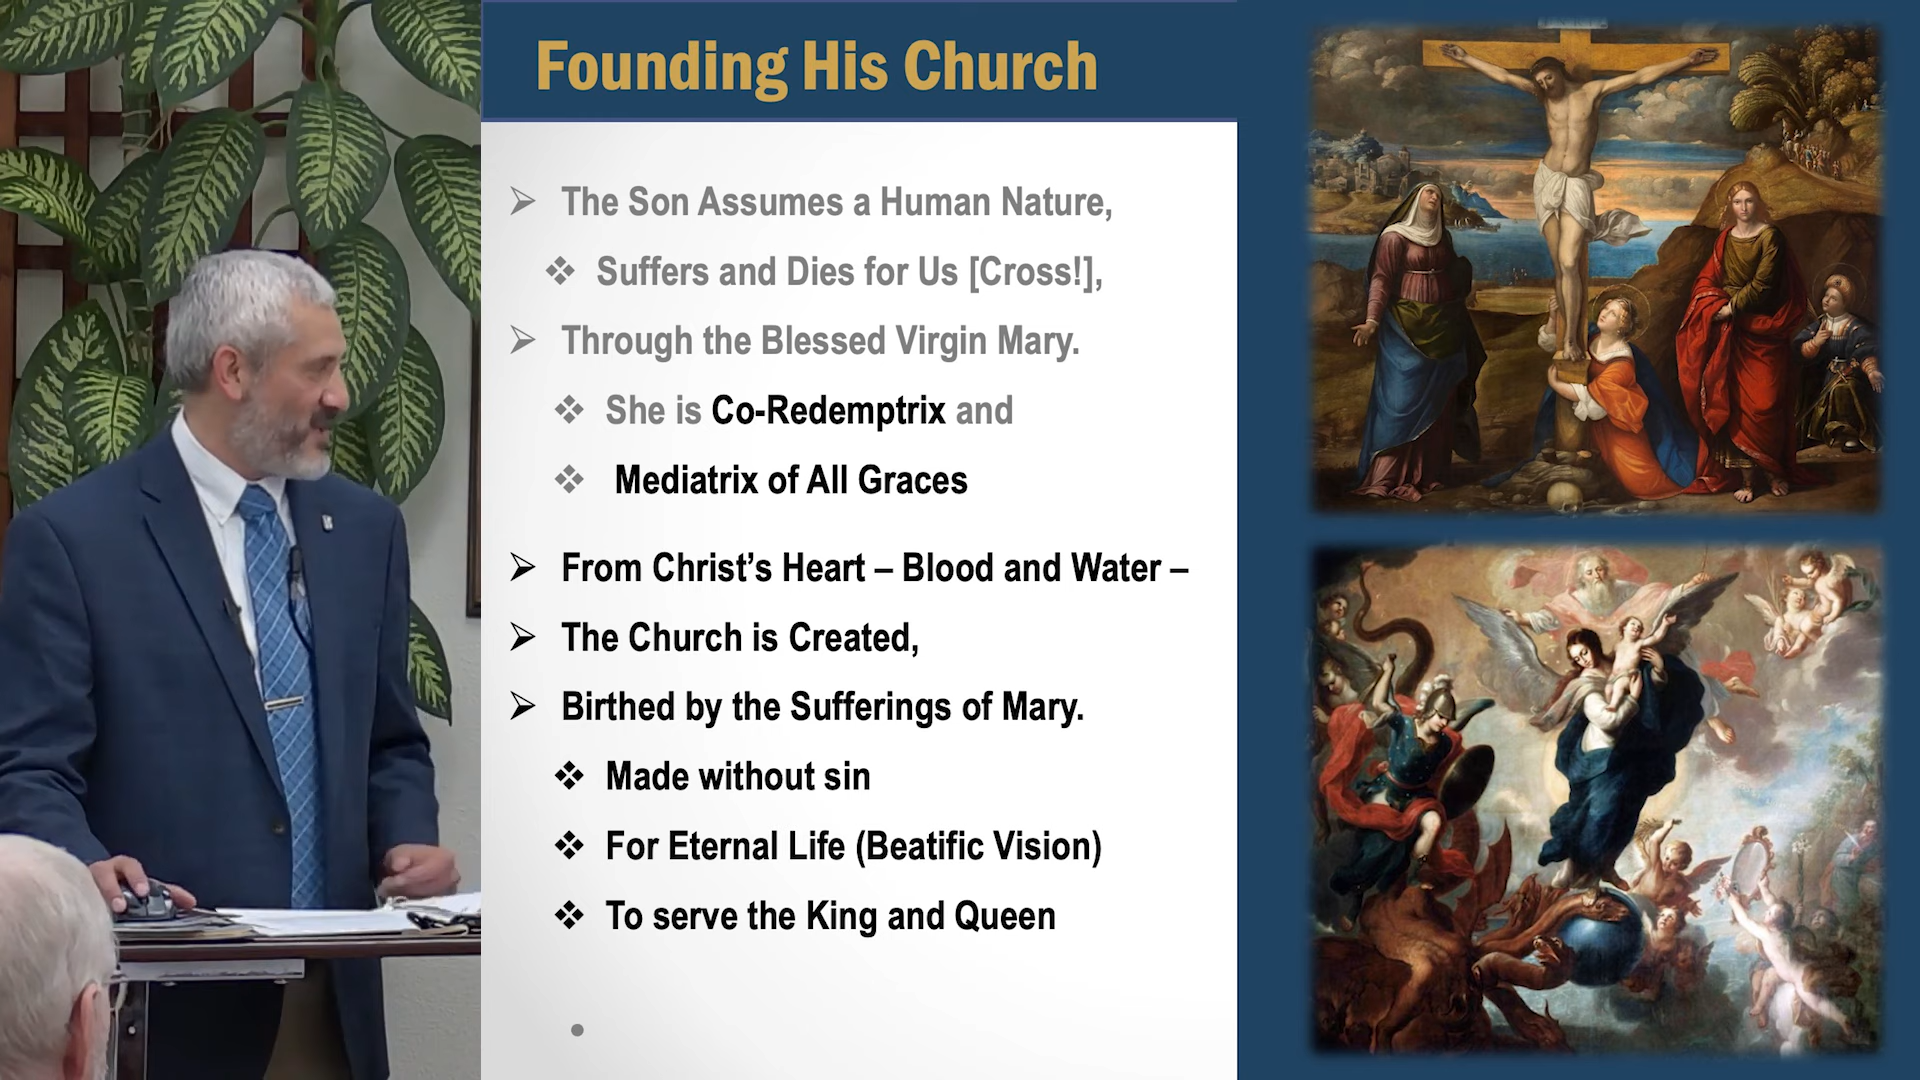 Founding His Church
The Son Assumes a Human Nature,
Suffers and Dies for Us [Cross!],
Through the Blessed Virgin Mary.
She is Co-Redemptrix and
Mediatrix of All Graces
From Christ's Heart – Blood and Water –
The Church is Created,
Birthed by the Sufferings of Mary.
Made without sin
For Eternal Life (Beatific Vision)
To serve the King and Queen